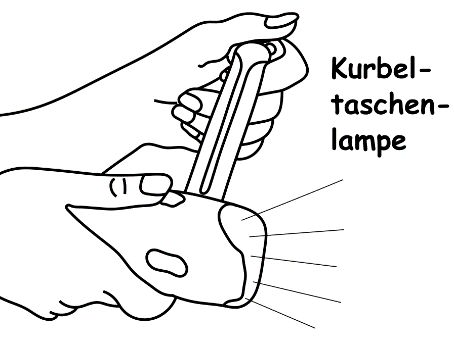 Kurbel-
taschen-
lampe